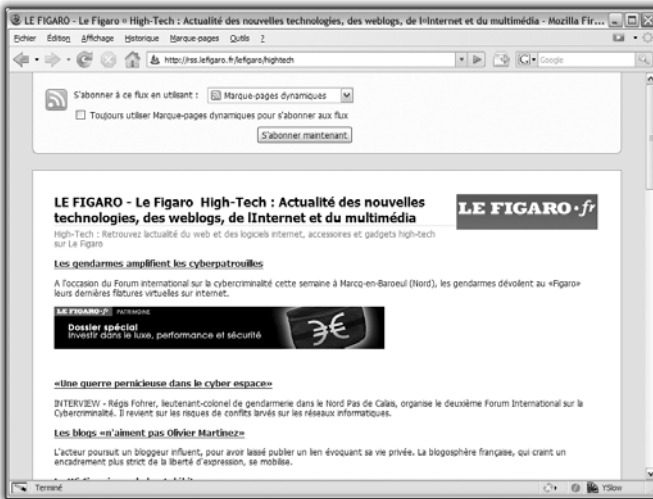 LE FIGARO - Le Figaro » High-Tech : Actualité des nouvelles technologies, des weblogs, de l»Internet et du multimédia - Mozilla Fir...
Fichier Édition Affichage Historique Marque-pages Outils ?
http://rss.lefigaro.fr/lefigaro/hightech
Google
S'abonner à ce flux en utilisant : Marque-pages dynamiques
Toujours utiliser Marque-pages dynamiques pour s'abonner aux flux
S'abonner maintenant
LE FIGARO - Le Figaro High-Tech : Actualité des nouvelles
technologies, des weblogs, de lInternet et du multimédia
LE FIGARO·fr
High-Tech : Retrouvez lactualité du web et des logiciels internet, accessoires et gadgets high-tech
sur Le Figaro
Les gendarmes amplifient les cyberpatrouilles
A l'occasion du Forum international sur la cybercriminalité cette semaine à Marcq-en-Baroeul (Nord), les gendarmes dévoilent au «Figaro»
leurs dernières filatures virtuelles sur internet.
LE FIGARO·fr PATRIMOINE
Dossier spécial
Investir dans le luxe, performance et sécurité
«Une guerre pernicieuse dans le cyber espace»
INTERVIEW - Régis Fohrer, lieutenant-colonel de gendarmerie dans le Nord Pas de Calais, organise le deuxième Forum International sur la
Cybercriminalité. Il revient sur les risques de conflits larvés sur les réseaux informatiques.
Les blogs «n'aiment pas Olivier Martinez»
L'acteur poursuit un bloggeur influent, pour avoir laissé publier un lien évoquant sa vie privée. La blogosphère française, qui craint un
encadrement plus strict de la liberté d'expression, se mobilise.
Terminé
YSlow